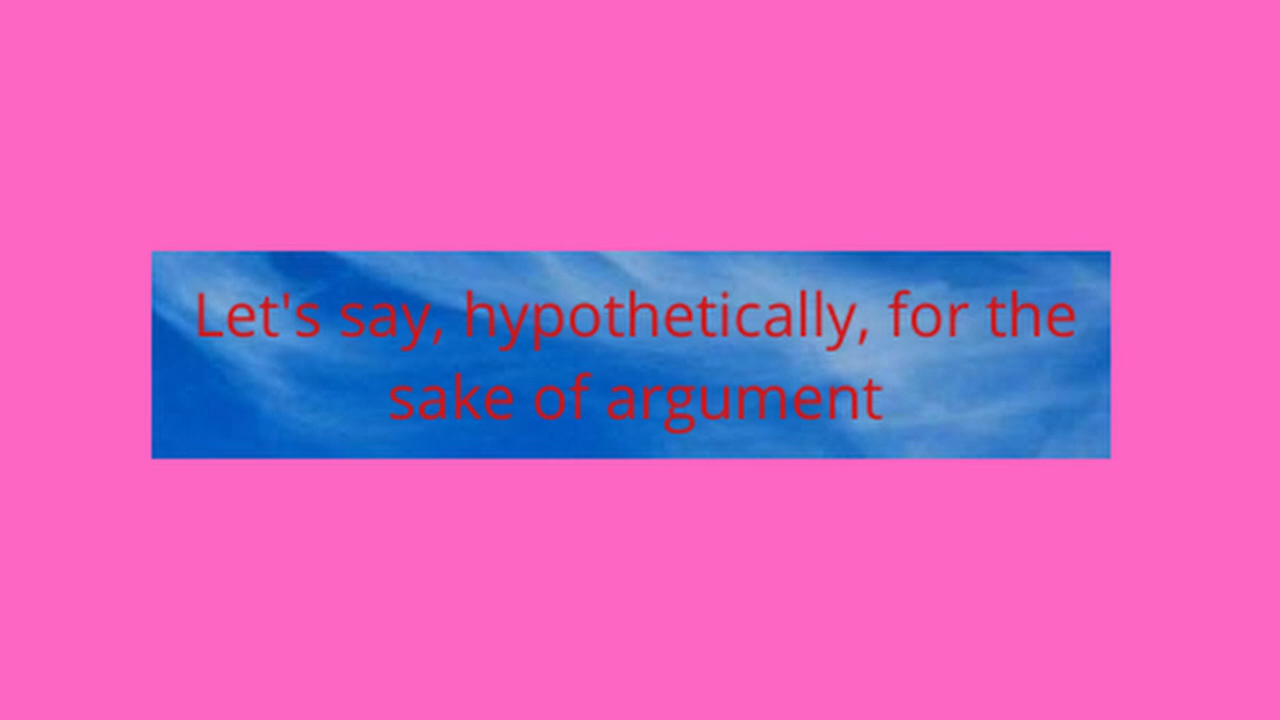 Let's say, hypothetically, for the
sake of argument